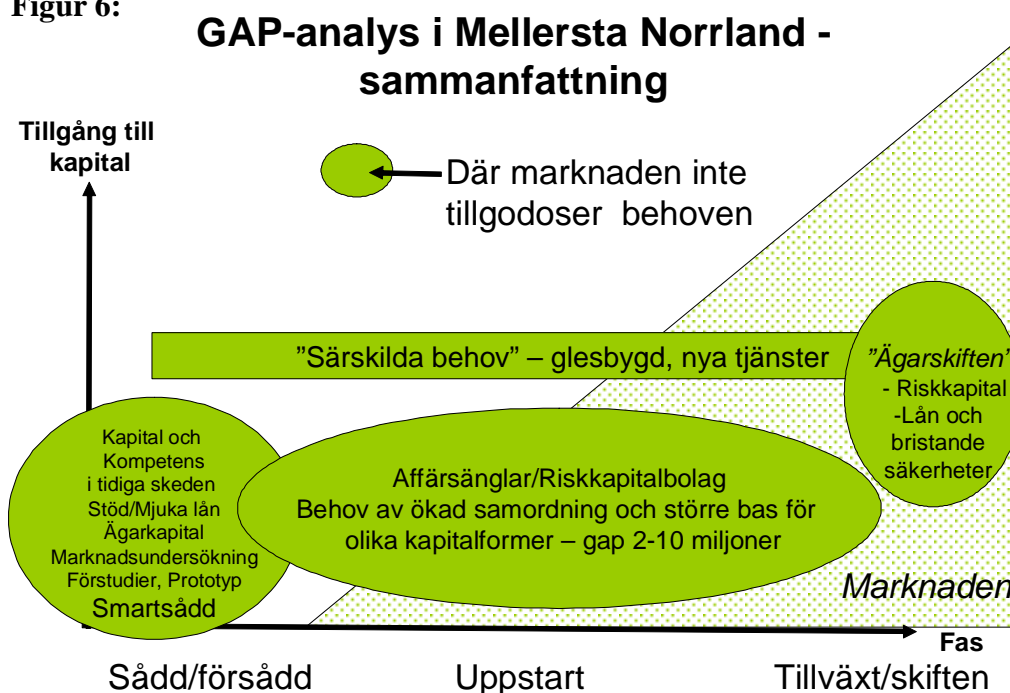 Figur 6:
GAP-analys i Mellersta Norrland -
sammanfattning
Tillgång till
kapital
Där marknaden inte
tillgodoser behoven
”Särskilda behov” – glesbygd, nya tjänster
”Ägarskiften”
- Riskkapital
-Lån och
bristande
säkerheter
Kapital och
Kompetens
i tidiga skeden
Stöd/Mjuka lån
Ägarkapital
Marknadsundersökning
Förstudier, Prototyp
Smartsådd
Affärsänglar/Riskkapitalbolag
Behov av ökad samordning och större bas för
olika kapitalformer – gap 2-10 miljoner
Marknaden
Fas
Sådd/försådd
Uppstart
Tillväxt/skiften